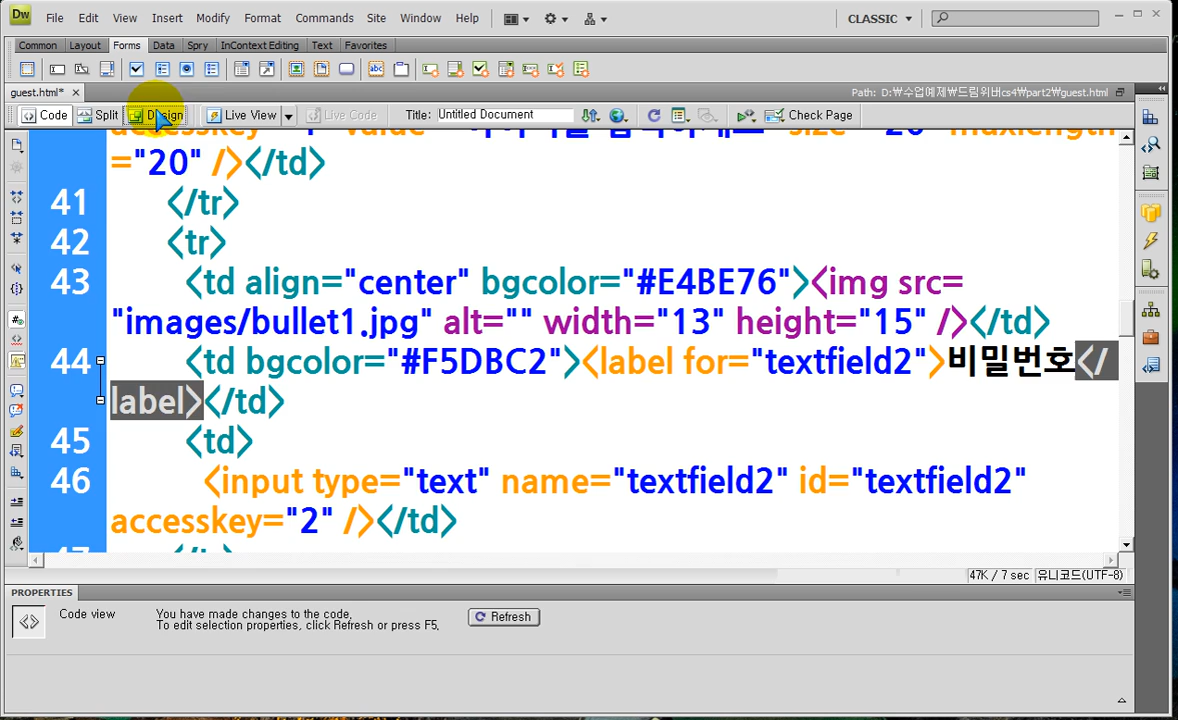 Dw File Edit View Insert Modify Format Commands Site Window Help CLASSIC
Common Layout Forms Data Spry InContext Editing Text Favorites
guest.html* Path: D:￦수업예제￦드림위버cs4￦part2￦guest.html
Code Split Design Live View Live Code Title: Untitled Document Check Page
="20" /></td>
41 </tr>
42 <tr>
43 <td align="center" bgcolor="#E4BE76"><img src=
"images/bullet1.jpg" alt="" width="13" height="15" /></td>
44 <td bgcolor="#F5DBC2"><label for="textfield2">비밀번호</
label></td>
45 <td>
46 <input type="text" name="textfield2" id="textfield2"
accesskey="2" /></td>
47K / 7 sec 유니코드(UTF-8)
PROPERTIES
Code view You have made changes to the code,
To edit selection properties, click Refresh or press F5, Refresh